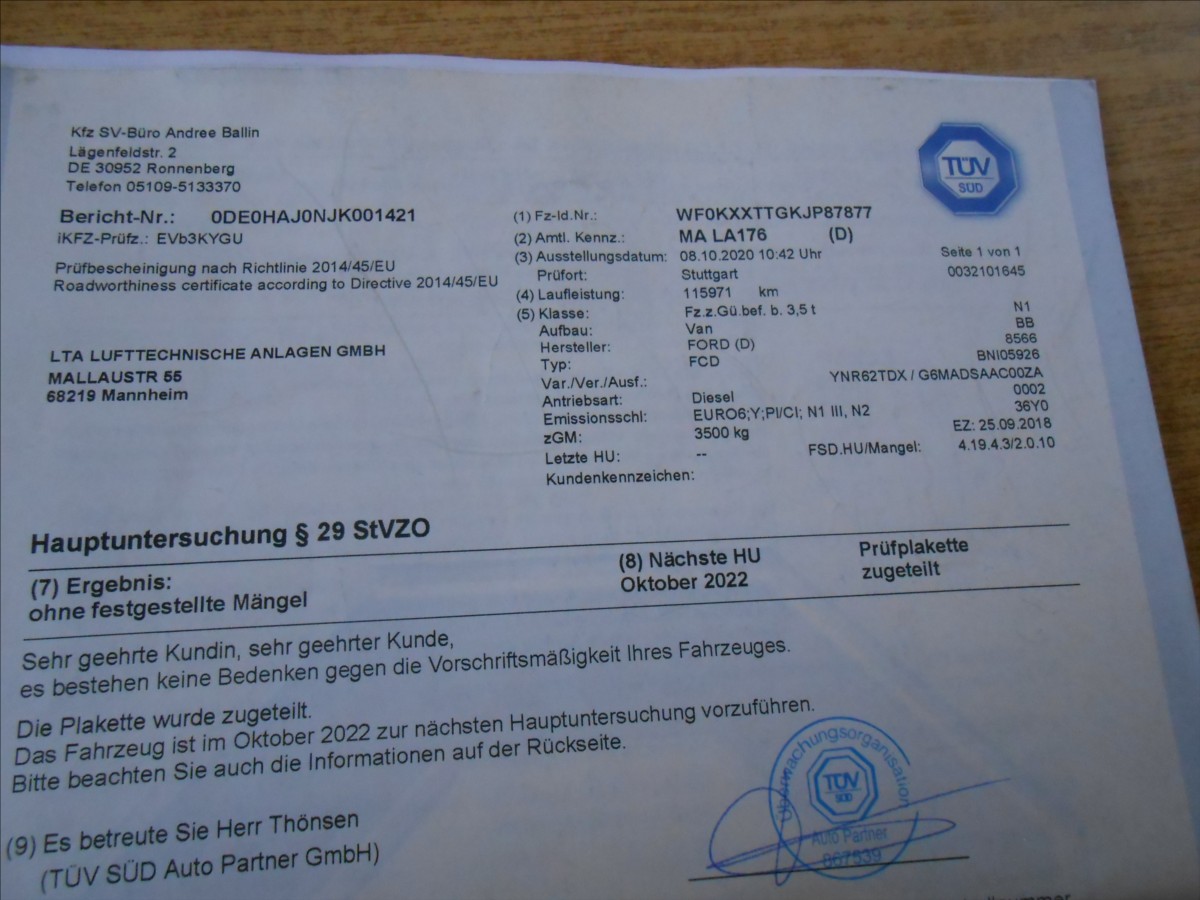 Kfz SV-Büro Andree Ballin
Lägenfeldstr. 2
DE 30952 Ronnenberg
Telefon 05109-5133370
TÜV
SÜD
Bericht-Nr.: 0DE0HAJ0NJK001421
iKFZ-Prüfz.: EVb3KYGU
Prüfbescheinigung nach Richtlinie 2014/45/EU
Roadworthiness certificate according to Directive 2014/45/EU
LTA LUFTTECHNISCHE ANLAGEN GMBH
MALLAUSTR 55
68219 Mannheim
(1) Fz-Id.Nr.: WF0KXXTTGKJP87877
(2) Amtl. Kennz.: MA LA176 (D)
(3) Ausstellungsdatum: 08.10.2020 10:42 Uhr Seite 1 von 1
Prüfort: Stuttgart 0032101645
(4) Laufleistung: 115971 km
(5) Klasse: Fz.z.Gü.bef. b. 3,5 t N1
Aufbau: Van BB
Hersteller: FORD (D) 8566
Typ: FCD BNI05926
Var./Ver./Ausf.: YNR62TDX / G6MADSAAC00ZA
Antriebsart: Diesel 0002
Emissionsschl: EURO6;Y;PI/CI; N1 III, N2 36Y0
zGM: 3500 kg EZ: 25.09.2018
Letzte HU: -- FSD.HU/Mangel: 4.19.4.3/2.0.10
Kundenkennzeichen:
Hauptuntersuchung § 29 StVZO
(7) Ergebnis: (8) Nächste HU Prüfplakette
ohne festgestellte Mängel Oktober 2022 zugeteilt
Sehr geehrte Kundin, sehr geehrter Kunde,
es bestehen keine Bedenken gegen die Vorschriftsmäßigkeit Ihres Fahrzeuges.
Die Plakette wurde zugeteilt.
Das Fahrzeug ist im Oktober 2022 zur nächsten Hauptuntersuchung vorzuführen.
Bitte beachten Sie auch die Informationen auf der Rückseite.
(9) Es betreute Sie Herr Thönsen
(TÜV SÜD Auto Partner GmbH)
Überwachungsorganisation
TÜV
SÜD
Auto Partner